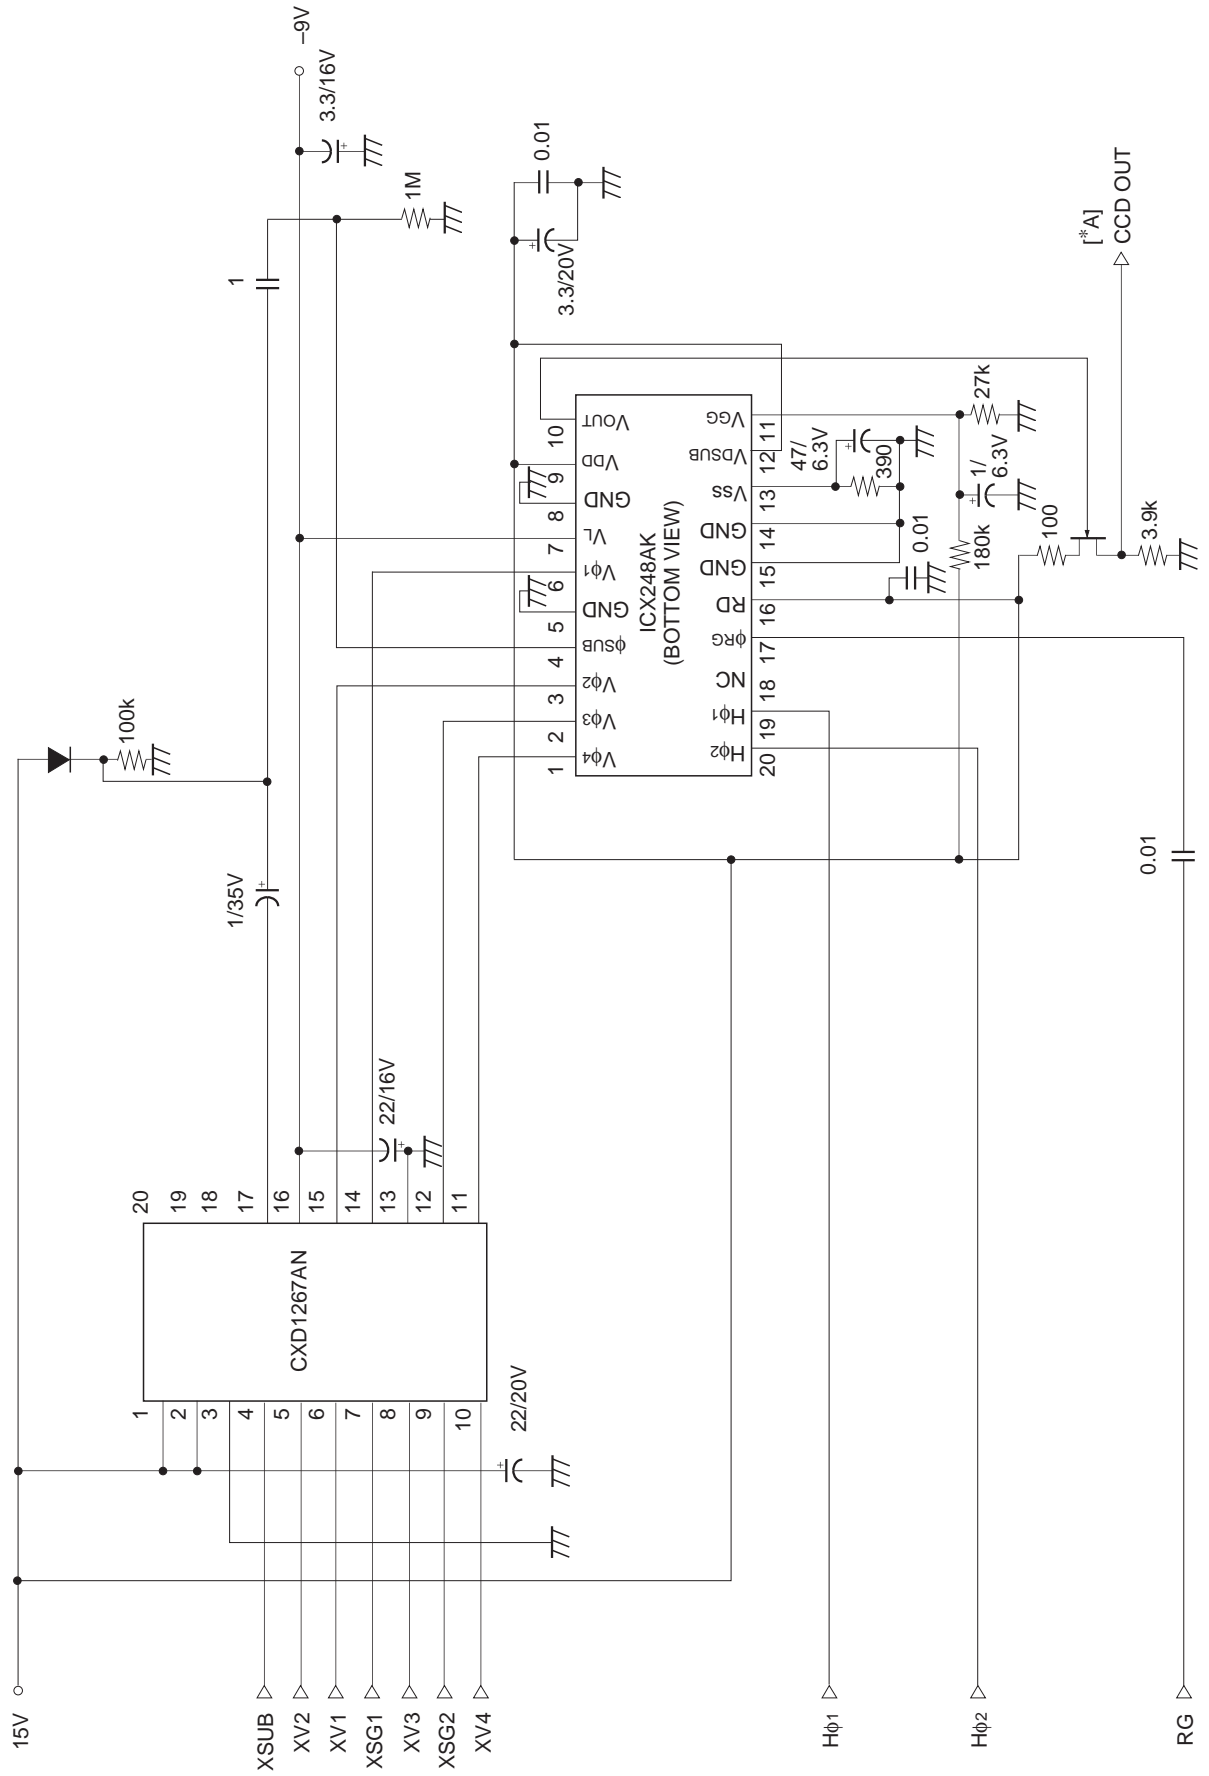 15V
XSUB
XV2
XV1
XSG1
XV3
XSG2
XV4
Hϕ1
Hϕ2
RG
22/20V
1
2
3
4
5
6
7
8
9
10
CXD1267AN
20
19
18
17
16
15
14
13
12
11
22/16V
1/35V
100k
1
1M
3.3/16V
–9V
3.3/20V
0.01
1
2
3
4
5
6
7
8
9
10
Vϕ4
Vϕ3
Vϕ2
ϕSUB
GND
Vϕ1
VL
GND
VDD
VOUT
ICX248AK
(BOTTOM VIEW)
Hϕ2
Hϕ1
NC
ϕRG
RD
GND
GND
VSS
VDSUB
VGG
20
19
18
17
16
15
14
13
12
11
0.01
47/
6.3V
390
180k
1/
6.3V
27k
100
3.9k
0.01
[*A]
CCD OUT